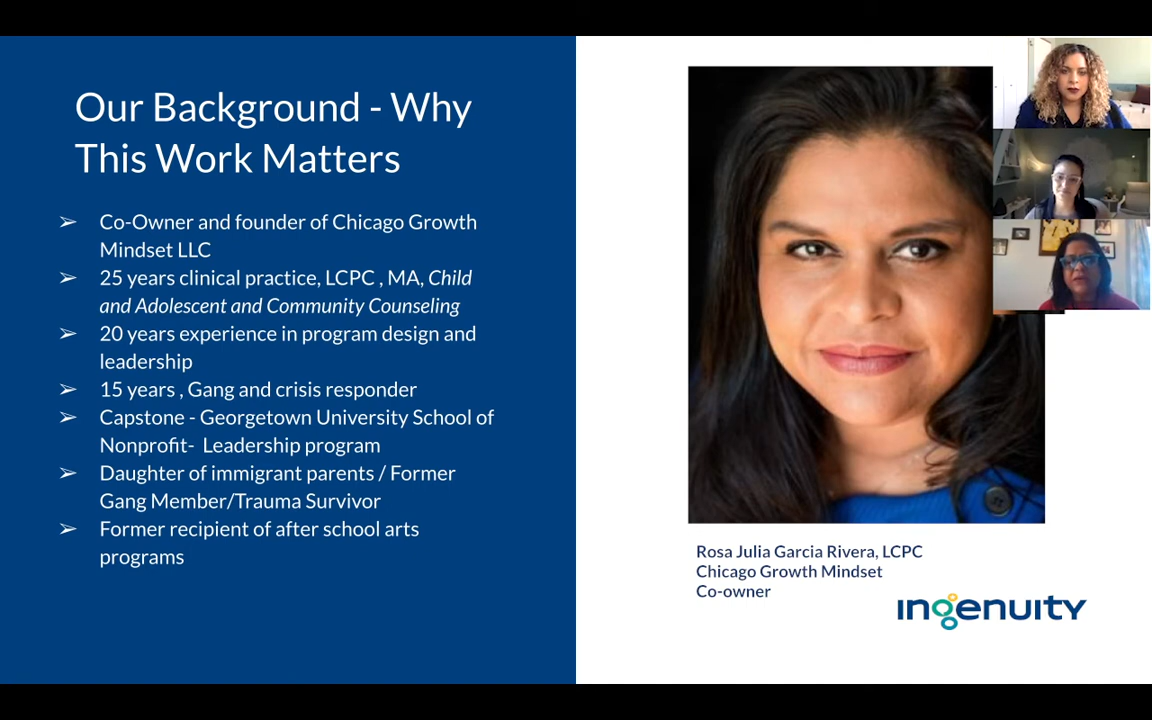 Our Background - Why
This Work Matters
➢ Co-Owner and founder of Chicago Growth
Mindset LLC
➢ 25 years clinical practice, LCPC , MA, Child
and Adolescent and Community Counseling
➢ 20 years experience in program design and
leadership
➢ 15 years , Gang and crisis responder
➢ Capstone - Georgetown University School of
Nonprofit-  Leadership program
➢ Daughter of immigrant parents / Former
Gang Member/Trauma Survivor
➢ Former recipient of after school arts
programs
Rosa Julia Garcia Rivera, LCPC
Chicago Growth Mindset
Co-owner
ingenuity